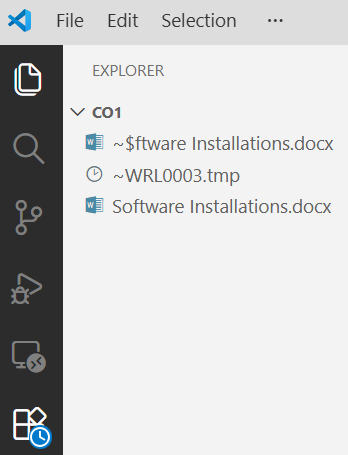 File Edit Selection ...
EXPLORER
CO1
~$ftware Installations.docx
~WRL0003.tmp
Software Installations.docx